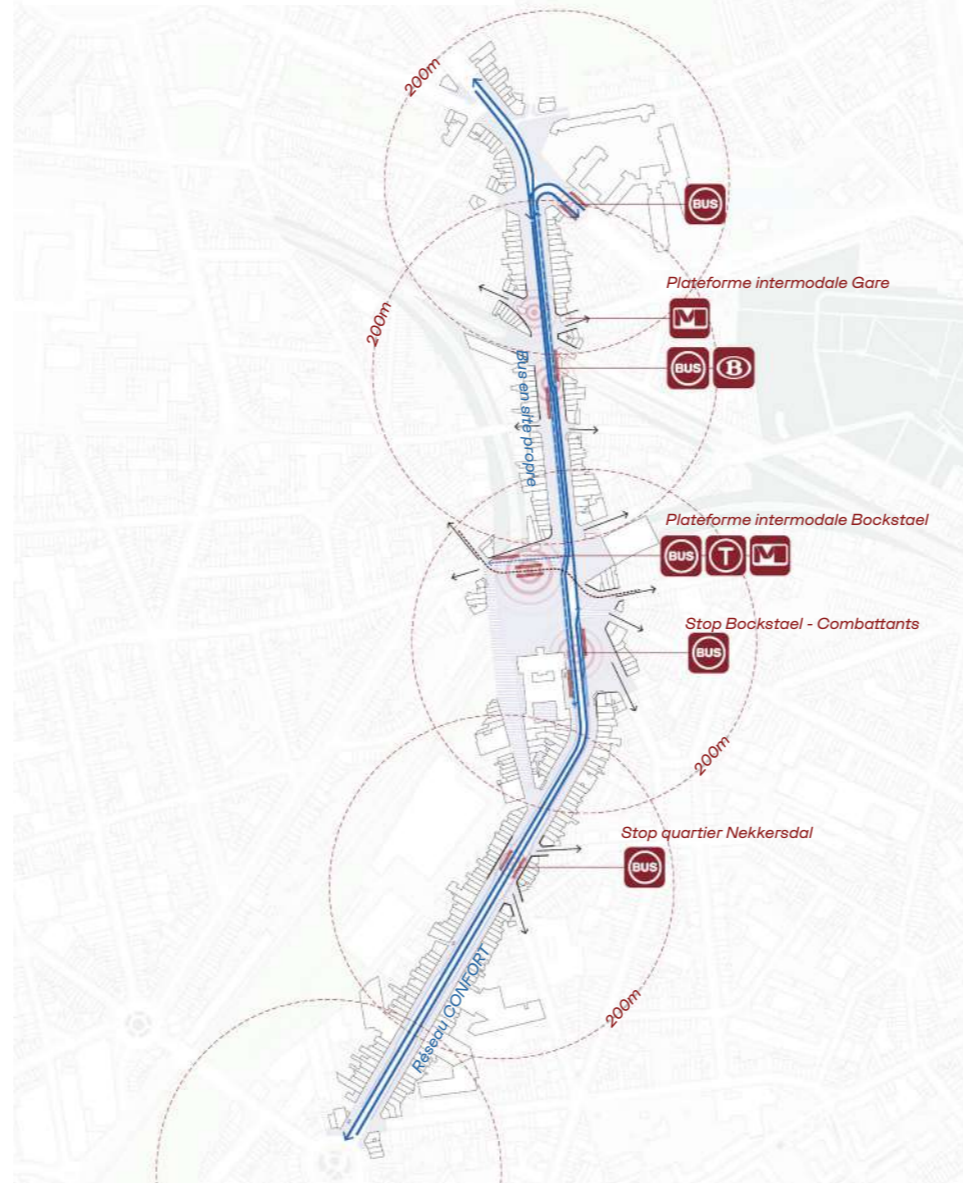 200m
BUS
Plateforme intermodale Gare
M
200m
BUS B
Bus en site propre
Plateforme intermodale Bockstael
BUS T M
Stop Bockstael - Combattants
BUS
200m
Stop quartier Nekkersdal
BUS
Réseau CONFORT
200m